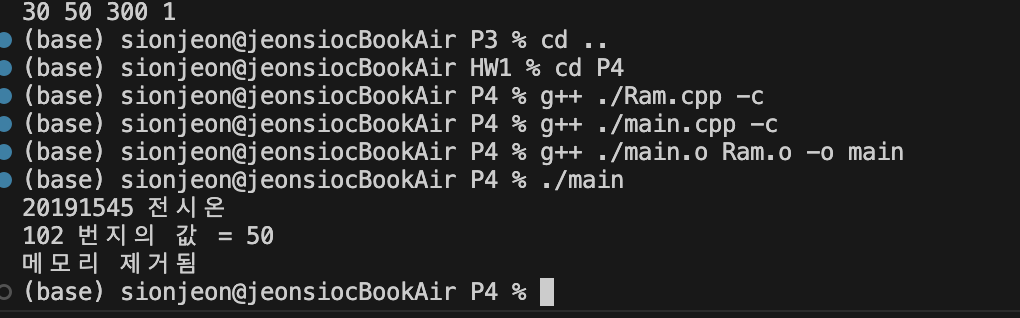 30 50 300 1
(base) sionjeon@jeonsiocBookAir P3 % cd ..
(base) sionjeon@jeonsiocBookAir HW1 % cd P4
(base) sionjeon@jeonsiocBookAir P4 % g++ ./Ram.cpp -c
(base) sionjeon@jeonsiocBookAir P4 % g++ ./main.cpp -c
(base) sionjeon@jeonsiocBookAir P4 % g++ ./main.o Ram.o -o main
(base) sionjeon@jeonsiocBookAir P4 % ./main
20191545 전시온
102 번지의 값 = 50
메모리 제거됨
(base) sionjeon@jeonsiocBookAir P4 %